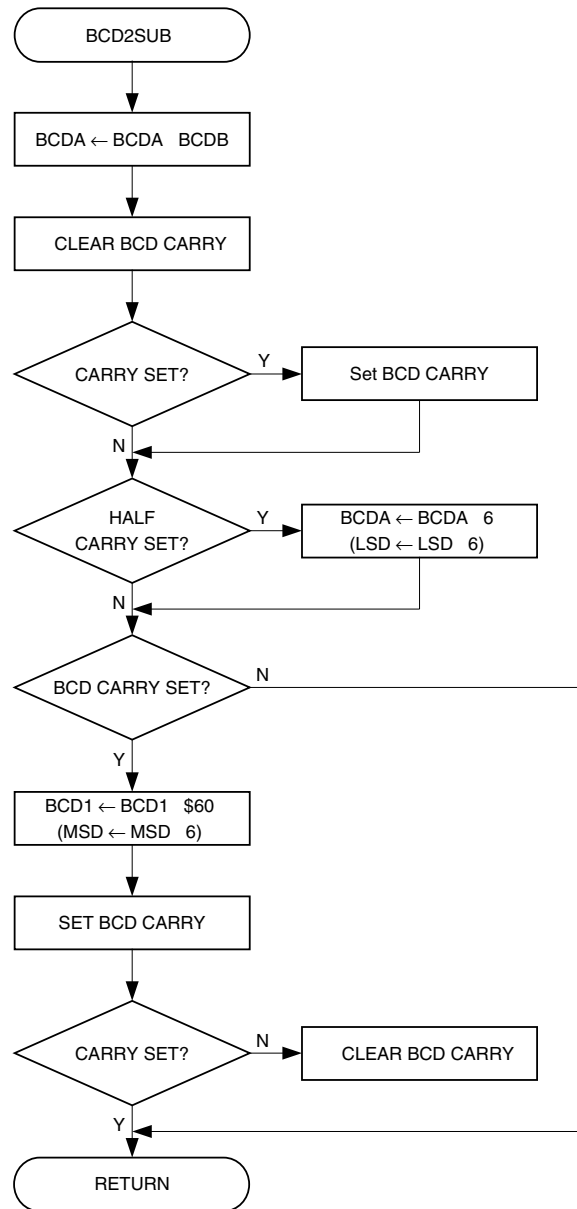 BCD2SUB
BCDA ← BCDA BCDB
CLEAR BCD CARRY
CARRY SET?
Y
Set BCD CARRY
N
HALF
CARRY SET?
Y
BCDA ← BCDA 6
(LSD ← LSD 6)
N
BCD CARRY SET?
N
Y
BCD1 ← BCD1 $60
(MSD ← MSD 6)
SET BCD CARRY
CARRY SET?
N
CLEAR BCD CARRY
Y
RETURN